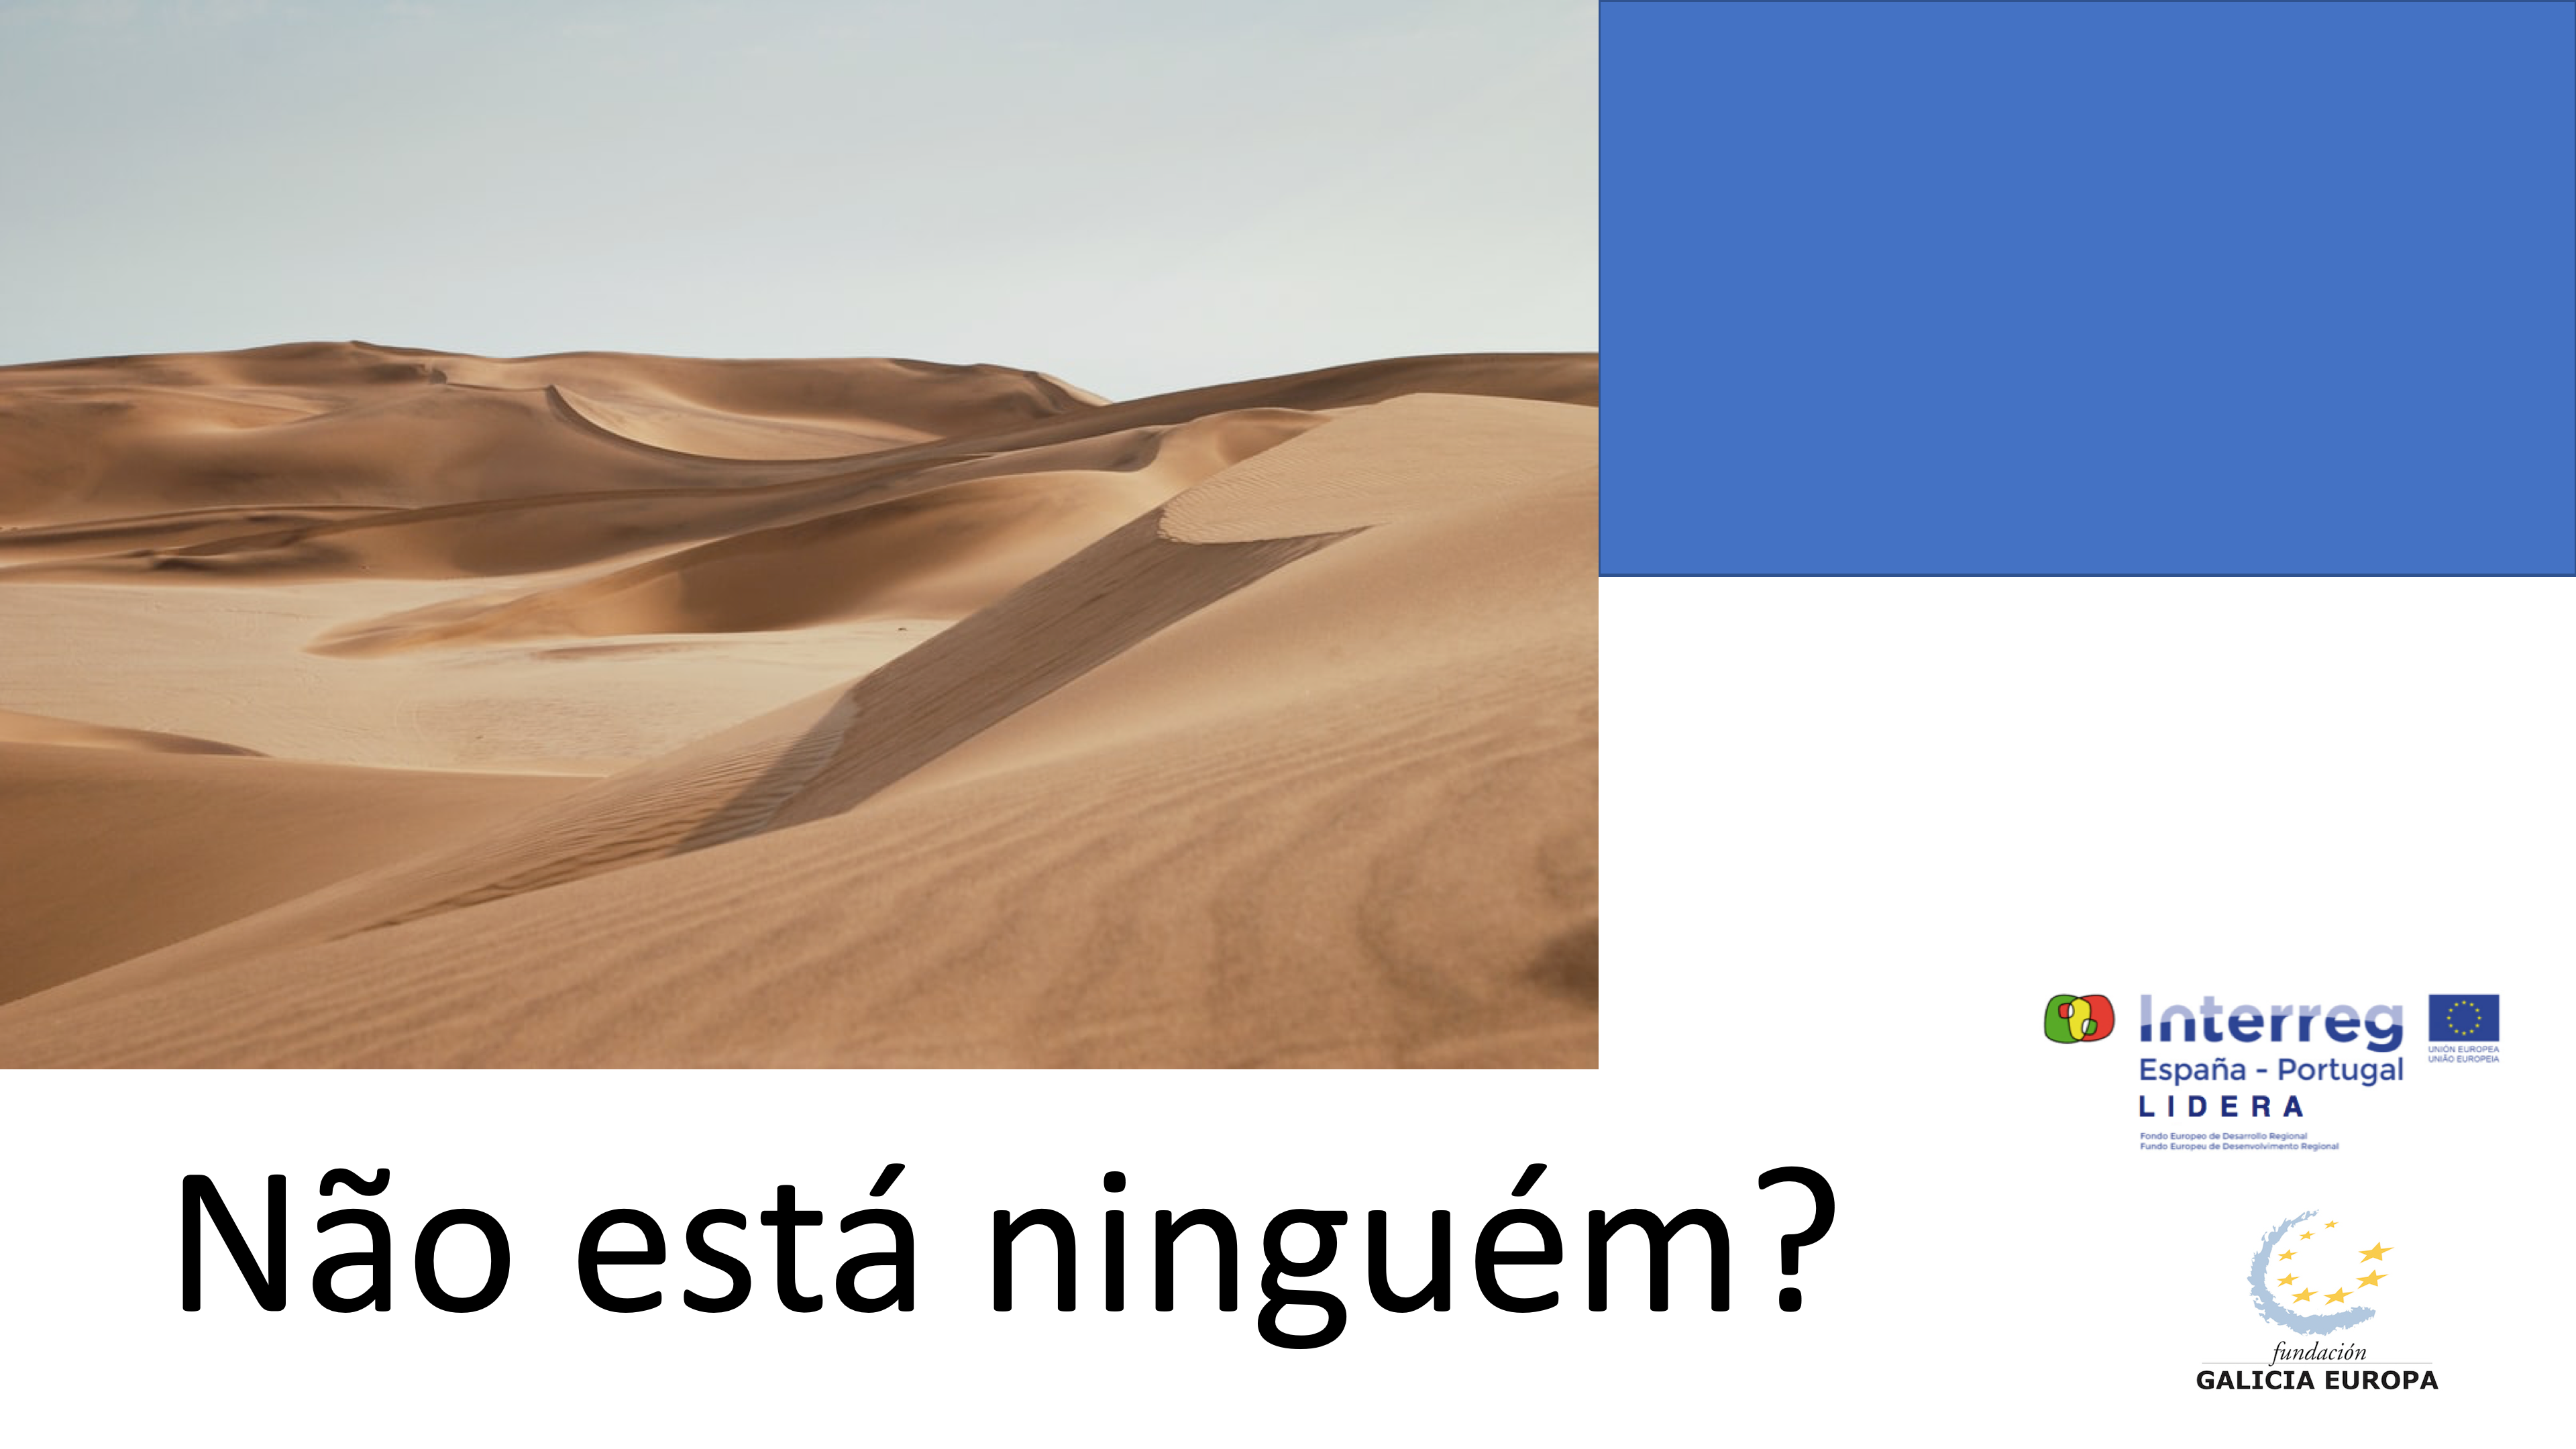 Interreg
UNIÓN EUROPEA
UNIÃO EUROPEIA
España - Portugal
LIDERA
Fondo Europeo de Desarrollo Regional
Fundo Europeu de Desenvolvimento Regional
Não está ninguém?
fundación
GALICIA EUROPA